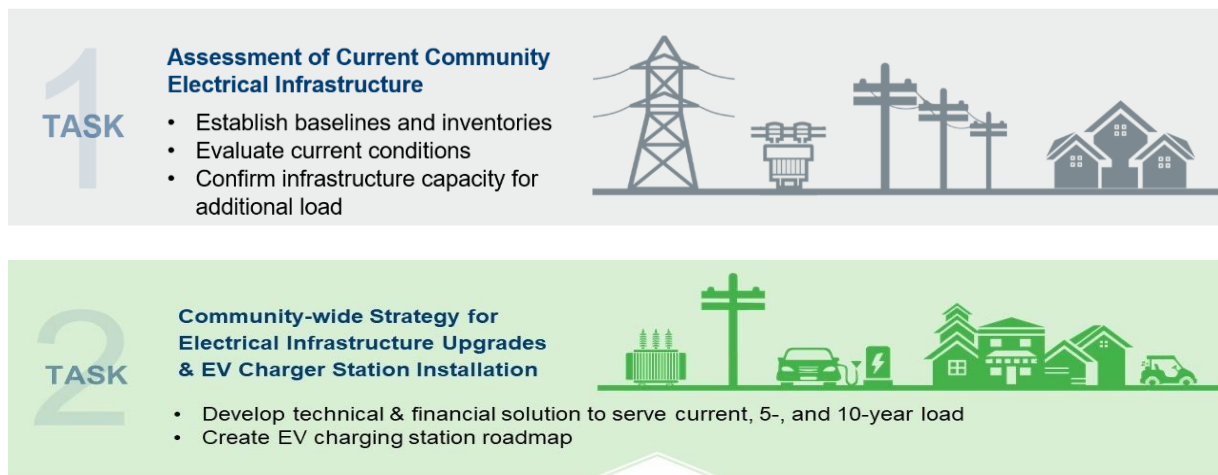 1
TASK
Assessment of Current Community
Electrical Infrastructure
• Establish baselines and inventories
• Evaluate current conditions
• Confirm infrastructure capacity for
additional load
2
TASK
Community-wide Strategy for
Electrical Infrastructure Upgrades
& EV Charger Station Installation
• Develop technical & financial solution to serve current, 5-, and 10-year load
• Create EV charging station roadmap